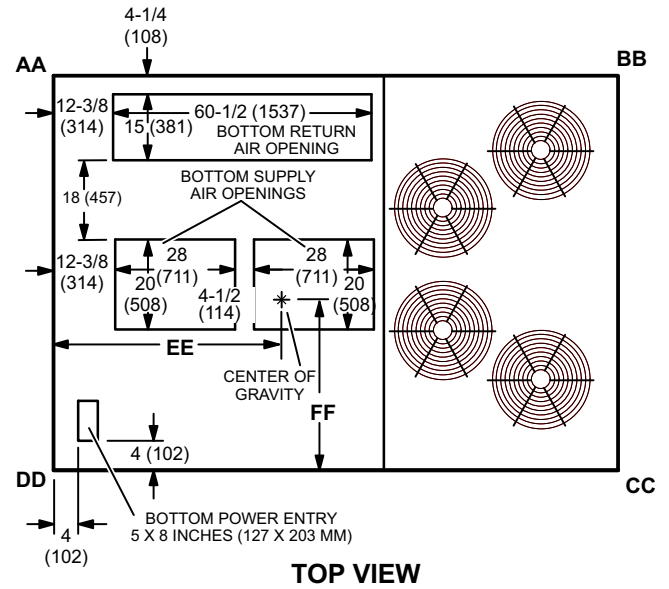 4-1/4
(108)
AA
BB
12-3/8
(314)
60-1/2 (1537)
15 (381)
BOTTOM RETURN
AIR OPENING
18 (457)
BOTTOM SUPPLY
AIR OPENINGS
12-3/8
(314)
28
(711)
20
(508)
4-1/2
(114)
28
(711)
20
(508)
EE
CENTER OF
GRAVITY
FF
4 (102)
DD
CC
4
(102)
BOTTOM POWER ENTRY
5 X 8 INCHES (127 X 203 MM)
TOP VIEW